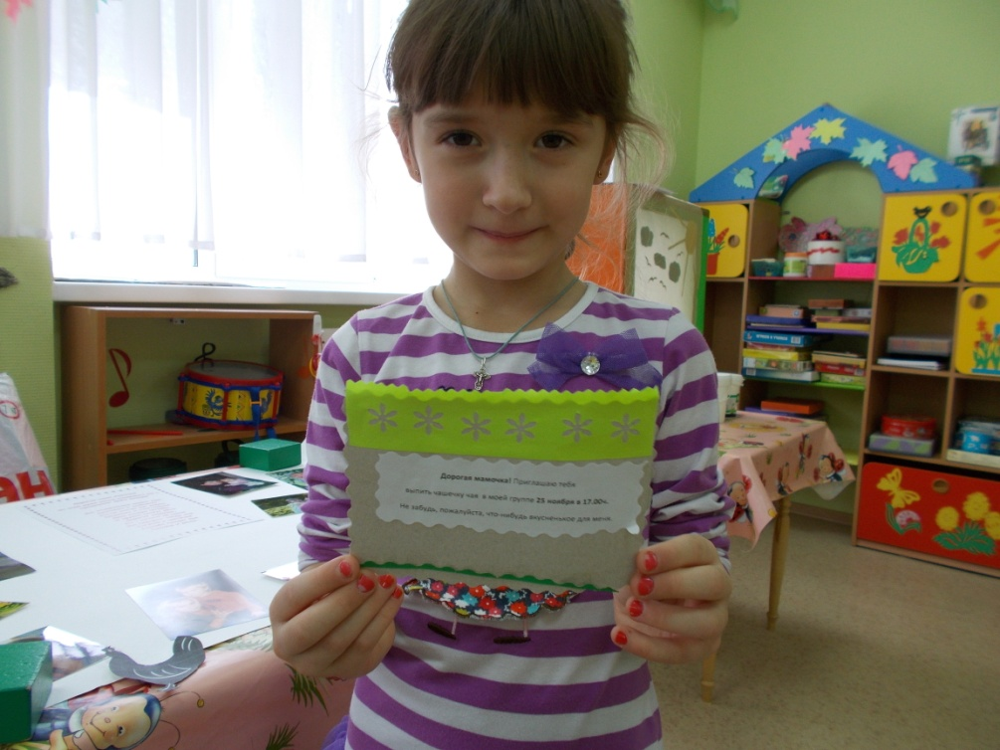 Дорогая мамочка! Приглашаю тебя
выпить чашечку чая в моей группе 25 ноября в 17.00ч.
Не забудь, пожалуйста, что-нибудь вкусненькое для меня.